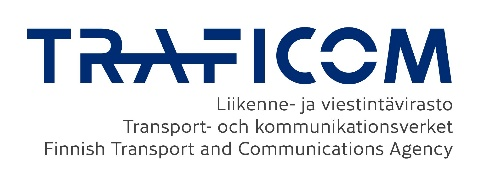 TRAFICOM
Liikenne- ja viestintävirasto
Transport- och kommunikationsverket
Finnish Transport and Communications Agency